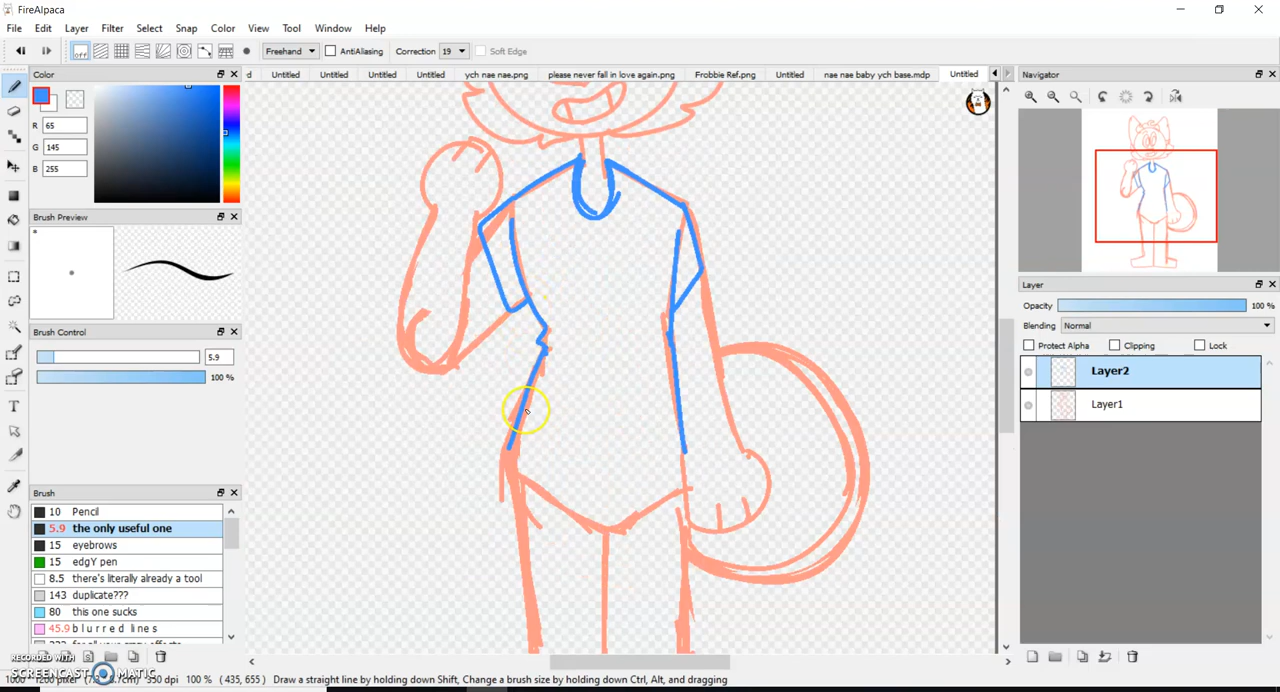 FireAlpaca
File Edit Layer Filter Select Snap Color View Tool Window Help
off Freehand AntiAliasing Correction 19 Soft Edge
Color
d Untitled Untitled Untitled Untitled ych nae nae.png please never fall in love again.png Frobbie Ref.png Untitled nae nae baby ych base.mdp Untitled
Navigator
R 65
G 145
B 255
Brush Preview
Layer
Opacity 100 %
Blending Normal
Protect Alpha Clipping Lock
Layer2
Layer1
Brush Control
5.9
100 %
Brush
10 Pencil
5.9 the only useful one
15 eyebrows
15 edgY pen
8.5 there's literally already a tool
143 duplicate???
80 this one sucks
45.9 b l u r r e d l i n e s
RECORDED WITH
SCREENCAST MATIC
pixel 350 dpi 100 % ( 435, 655 ) Draw a straight line by holding down Shift, Change a brush size by holding down Ctrl, Alt, and dragging